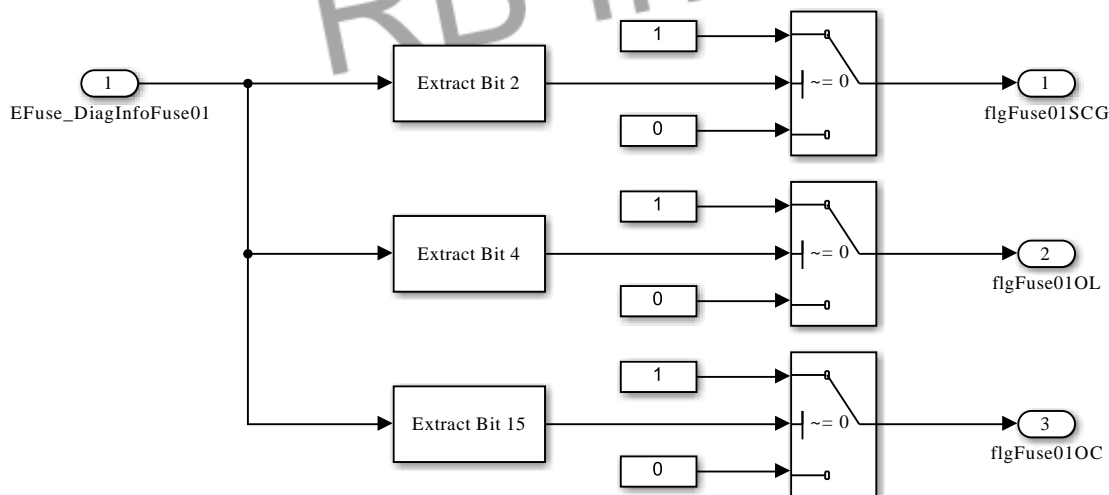 1
EFuse_DiagInfoFuse01
Extract Bit 2
1
~= 0
0
1
flgFuse01SCG
Extract Bit 4
1
~= 0
0
2
flgFuse01OL
Extract Bit 15
1
~= 0
0
3
flgFuse01OC